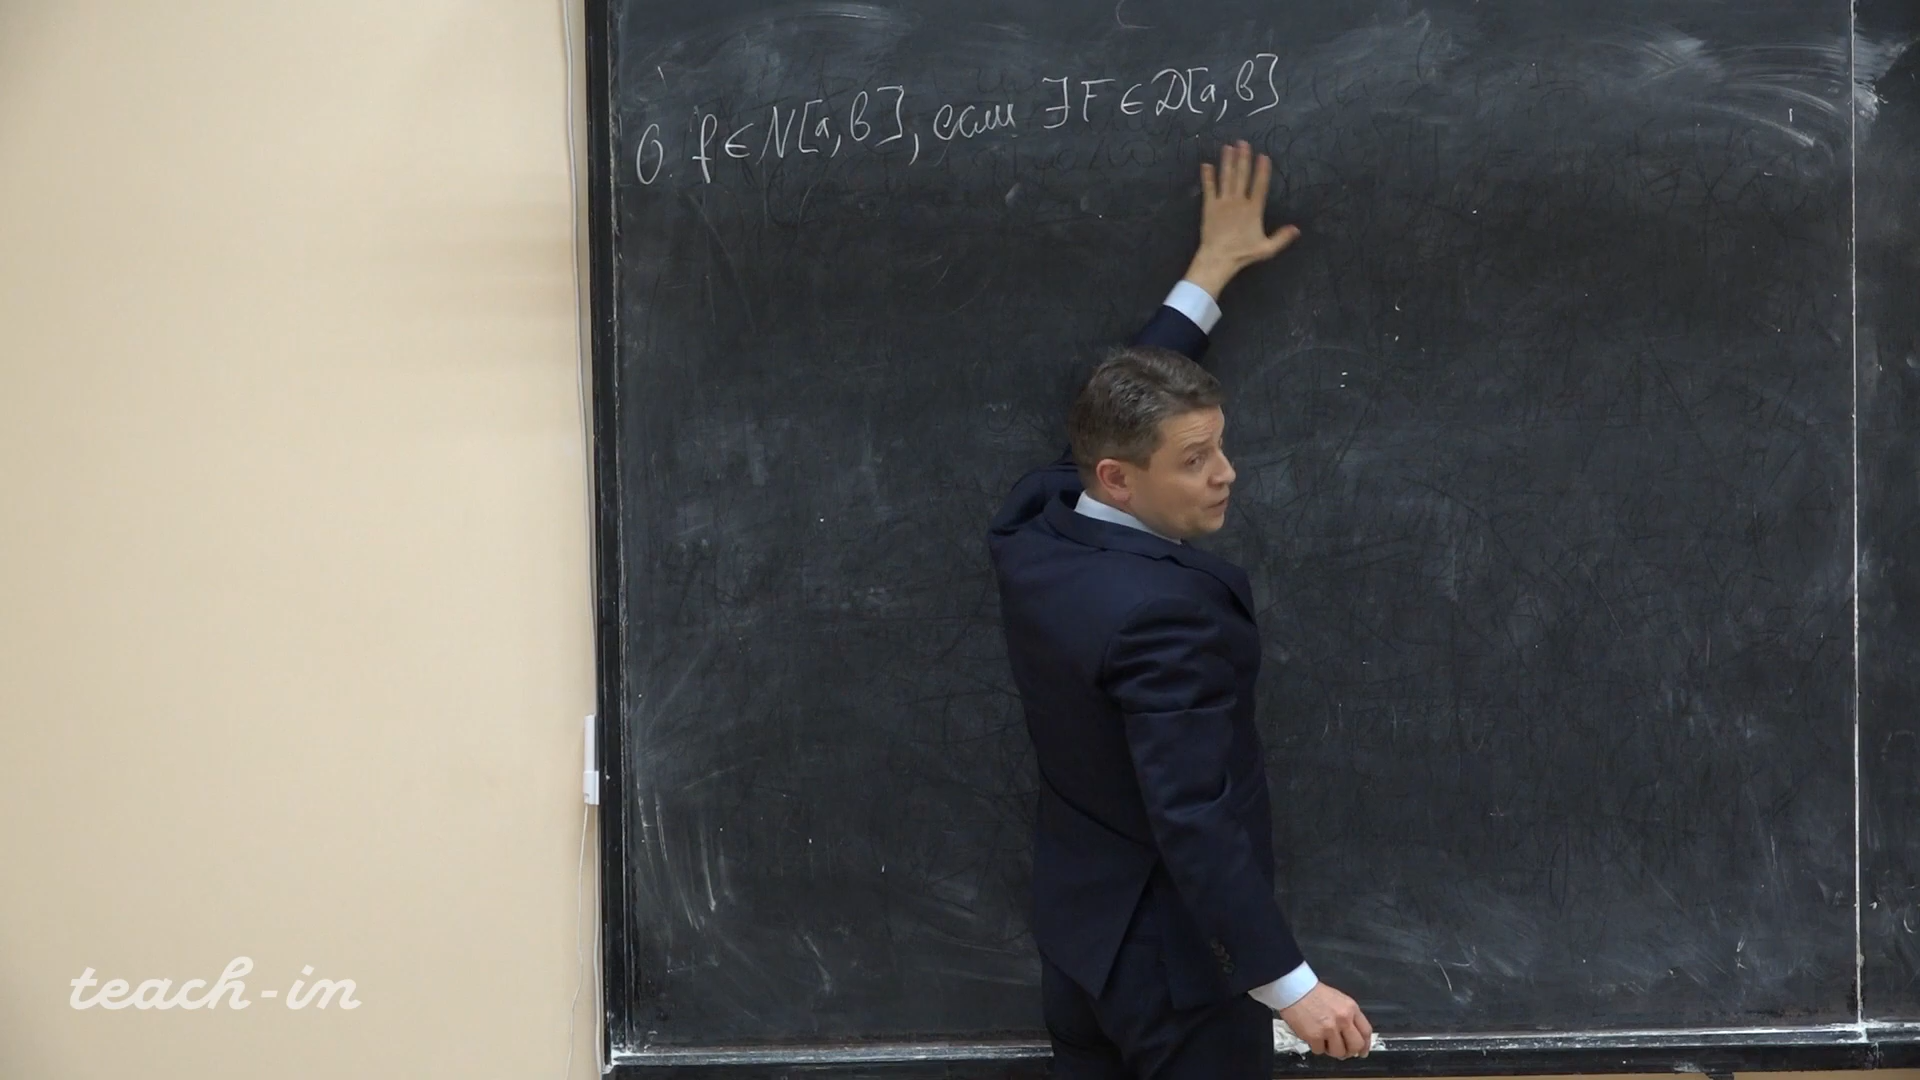 О. f ∈ N[a, b], если ∃ F ∈ D[a, b]
teach-in